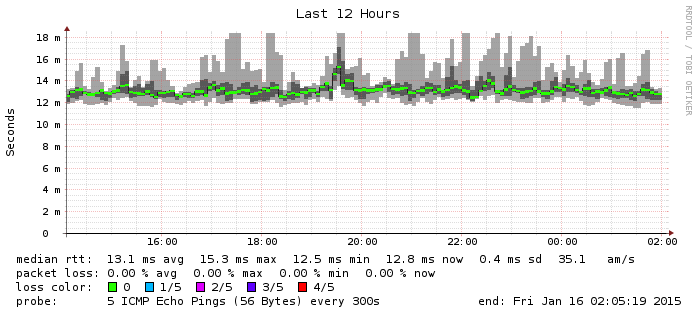 Last 12 Hours
RRDTOOL / TOBI OETIKER
Seconds
18 m
16 m
14 m
12 m
10 m
8 m
6 m
4 m
2 m
0
16:00 18:00 20:00 22:00 00:00 02:00
median rtt: 13.1 ms avg 15.3 ms max 12.5 ms min 12.8 ms now 0.4 ms sd 35.1 am/s
packet loss: 0.00 % avg 0.00 % max 0.00 % min 0.00 % now
loss color: 0 1/5 2/5 3/5 4/5
probe: 5 ICMP Echo Pings (56 Bytes) every 300s end: Fri Jan 16 02:05:19 2015